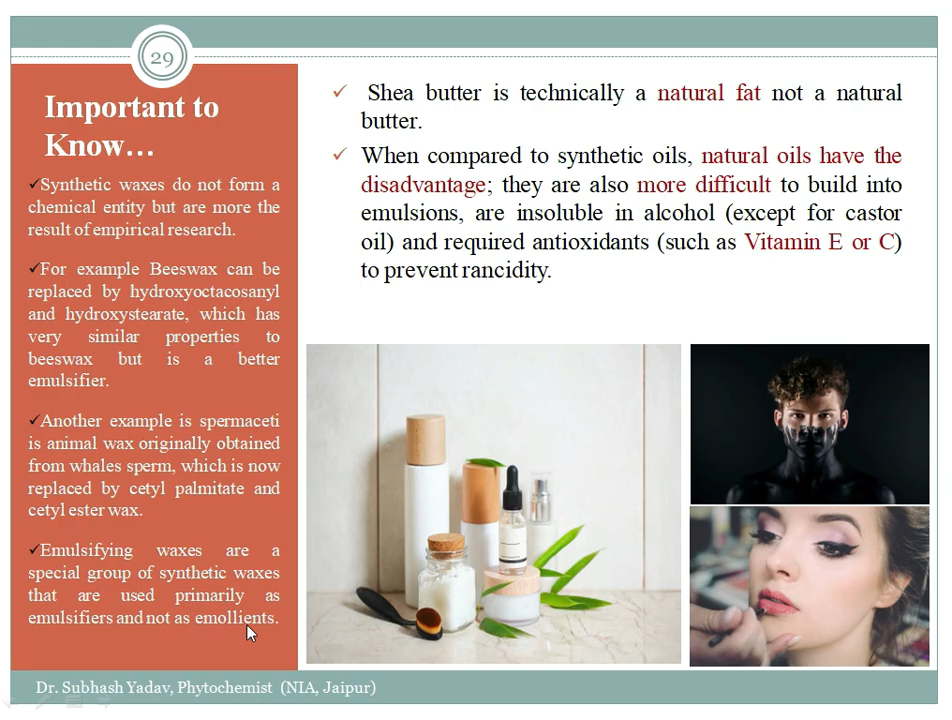 29
Important to
Know…
✓Synthetic waxes do not form a
chemical entity but are more the
result of empirical research.
✓For example Beeswax can be
replaced by hydroxyoctacosanyl
and hydroxystearate, which has
very similar properties to
beeswax but is a better
emulsifier.
✓Another example is spermaceti
is animal wax originally obtained
from whales sperm, which is now
replaced by cetyl palmitate and
cetyl ester wax.
✓Emulsifying waxes are a
special group of synthetic waxes
that are used primarily as
emulsifiers and not as emollients.
✓ Shea butter is technically a natural fat not a natural
butter.
✓ When compared to synthetic oils, natural oils have the
disadvantage; they are also more difficult to build into
emulsions, are insoluble in alcohol (except for castor
oil) and required antioxidants (such as Vitamin E or C)
to prevent rancidity.
Dr. Subhash Yadav, Phytochemist (NIA, Jaipur)